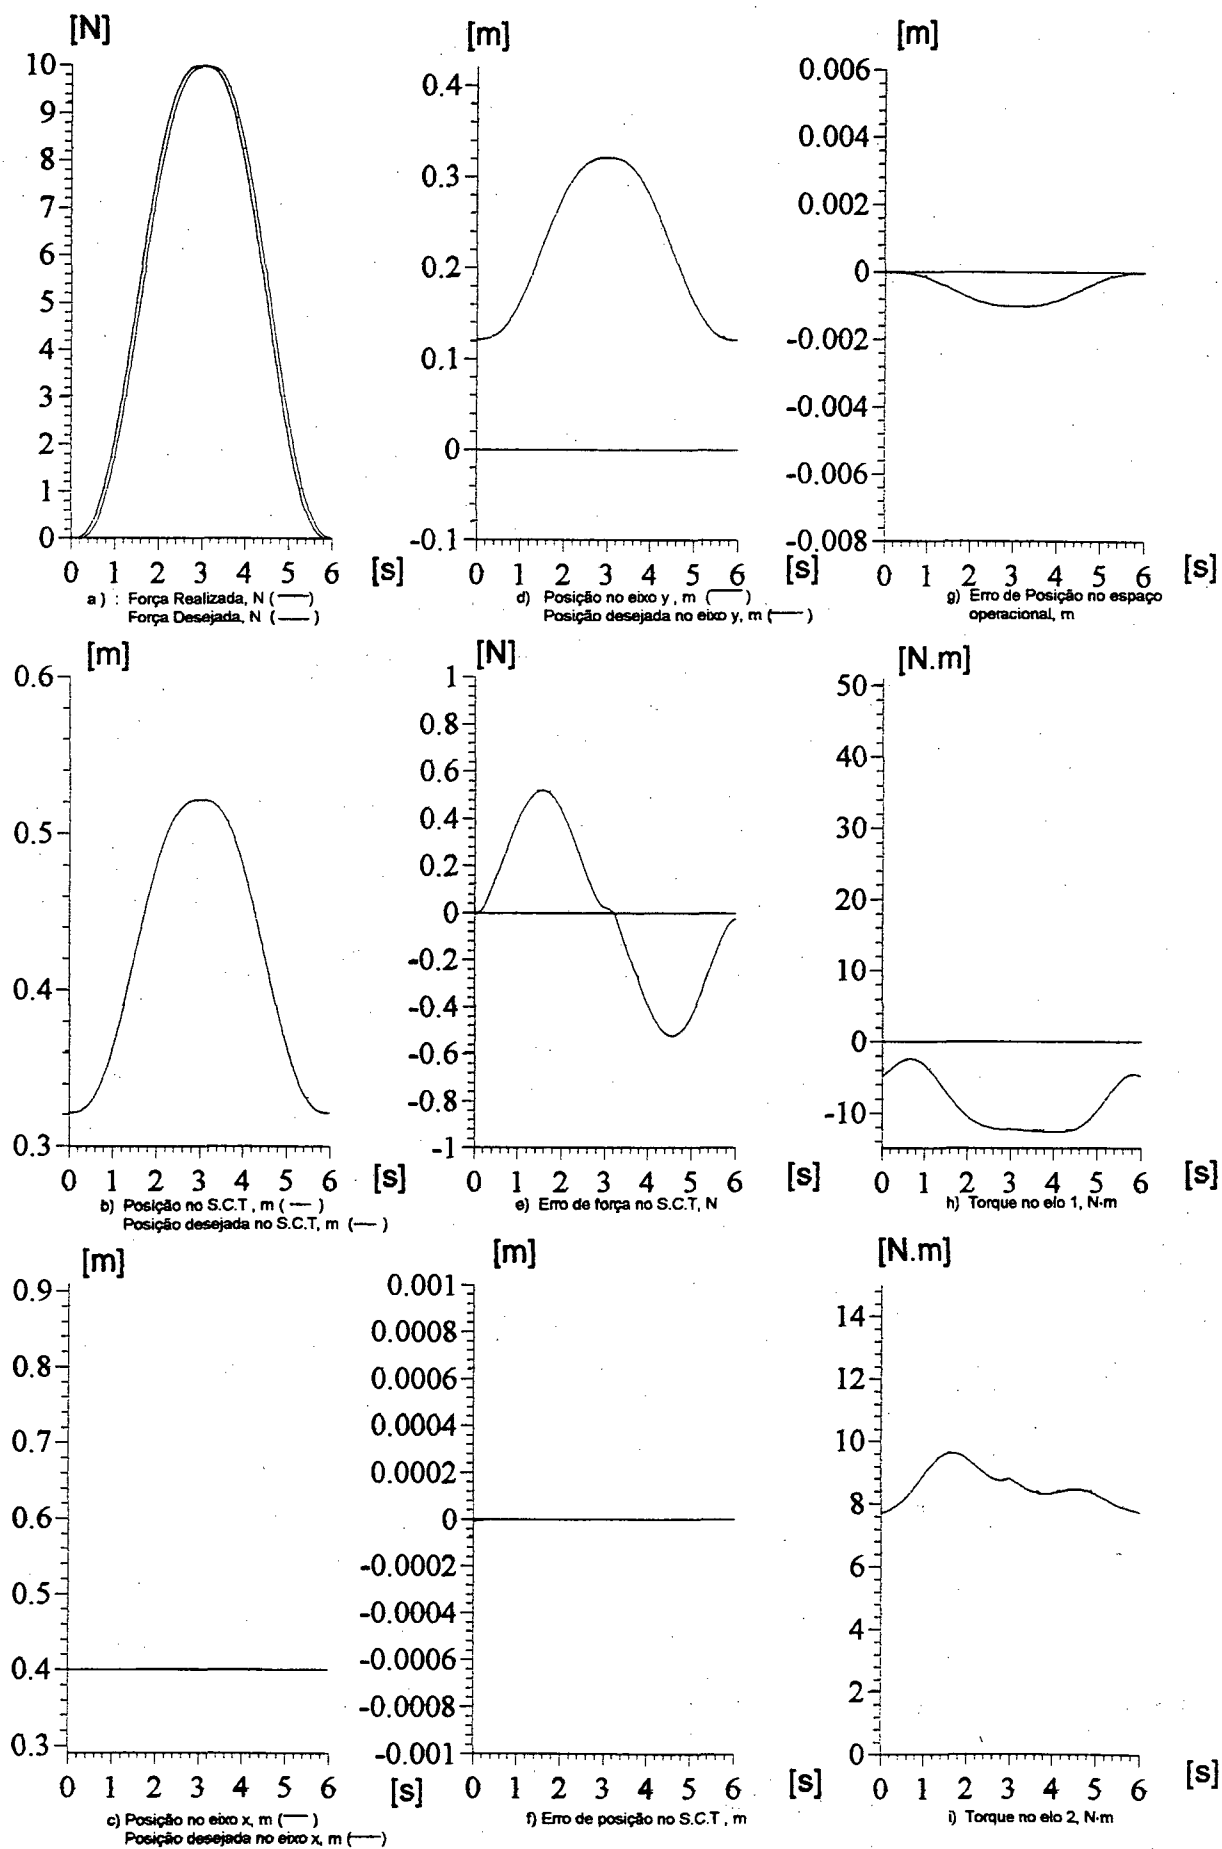 [N]
10
9
8
7
6
5
4
3
2
1
0
0 1 2 3 4 5 6 [s]
a ) : Força Realizada, N ( — )
Força Desejada, N ( — )
[m]
0.4
0.3
0.2
0.1
0
-0.1
0 1 2 3 4 5 6 [s]
d) Posição no eixo y , m ( — )
Posição desejada no eixo y, m ( — )
[m]
0.006
0.004
0.002
0
-0.002
-0.004
-0.006
-0.008
0 1 2 3 4 5 6 [s]
g) Erro de Posição no espaço
operacional, m
[m]
0.6
0.5
0.4
0.3
0 1 2 3 4 5 6 [s]
b) Posição no S.C.T , m ( — )
Posição desejada no S.C.T, m ( — )
[N]
1
0.8
0.6
0.4
0.2
0
-0.2
-0.4
-0.6
-0.8
-1
0 1 2 3 4 5 6 [s]
e) Erro de força no S.C.T, N
[N.m]
50
40
30
20
10
0
-10
0 1 2 3 4 5 6 [s]
h) Torque no elo 1, N·m
[m]
0.9
0.8
0.7
0.6
0.5
0.4
0.3
0 1 2 3 4 5 6 [s]
c) Posição no eixo x, m ( — )
Posição desejada no eixo x, m ( — )
[m]
0.001
0.0008
0.0006
0.0004
0.0002
0
-0.0002
-0.0004
-0.0006
-0.0008
-0.001
0 1 2 3 4 5 6 [s]
f) Erro de posição no S.C.T , m
[N.m]
14
12
10
8
6
4
2
0
0 1 2 3 4 5 6 [s]
i) Torque no elo 2, N·m